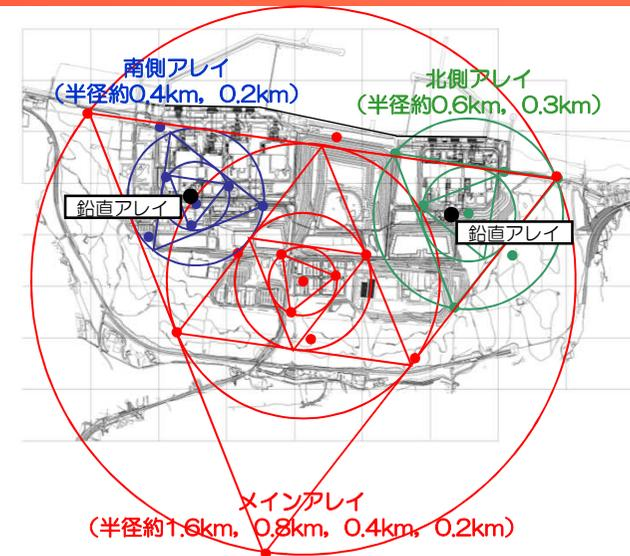 南側アレイ
（半径約0.4km，0.2km）
北側アレイ
（半径約0.6km，0.3km）
鉛直アレイ
鉛直アレイ
メインアレイ
（半径約1.6km，0.8km，0.4km，0.2km）